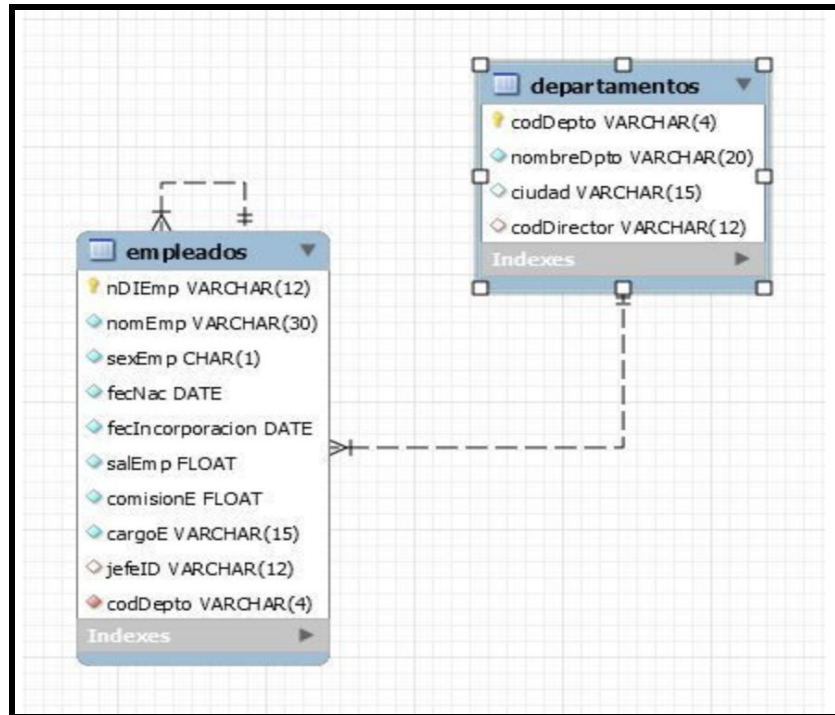 departamentos
codDepto VARCHAR(4)
nombreDpto VARCHAR(20)
ciudad VARCHAR(15)
codDirector VARCHAR(12)
Indexes
empleados
nDIEmp VARCHAR(12)
nomEmp VARCHAR(30)
sexEmp CHAR(1)
fecNac DATE
fecIncorporacion DATE
salEmp FLOAT
comisionE FLOAT
cargoE VARCHAR(15)
jefeID VARCHAR(12)
codDepto VARCHAR(4)
Indexes